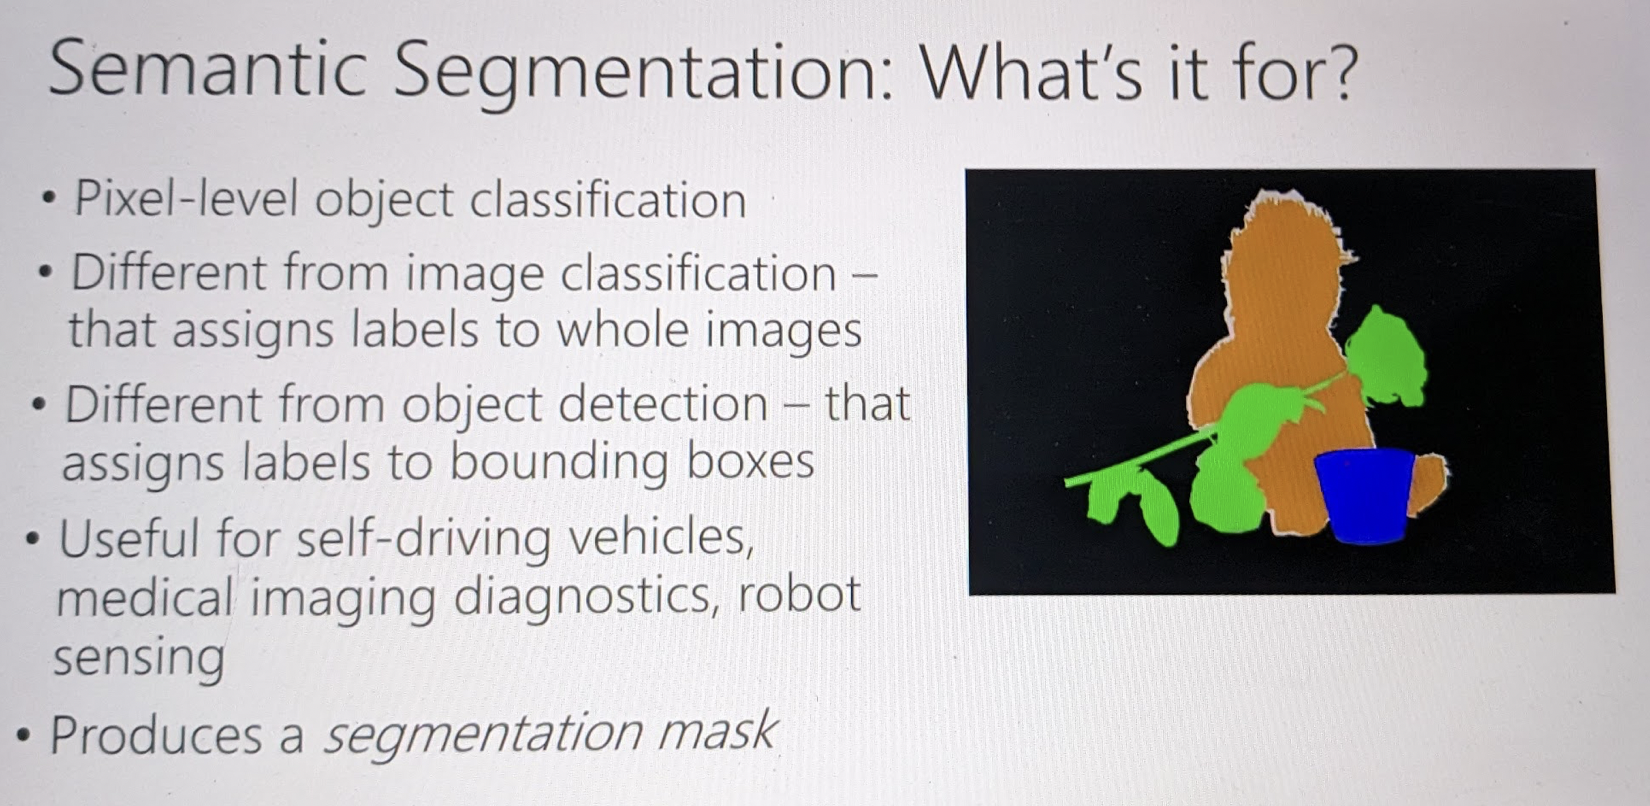 Semantic Segmentation: What's it for?
• Pixel-level object classification
• Different from image classification –
that assigns labels to whole images
• Different from object detection – that
assigns labels to bounding boxes
• Useful for self-driving vehicles,
medical imaging diagnostics, robot
sensing
• Produces a segmentation mask